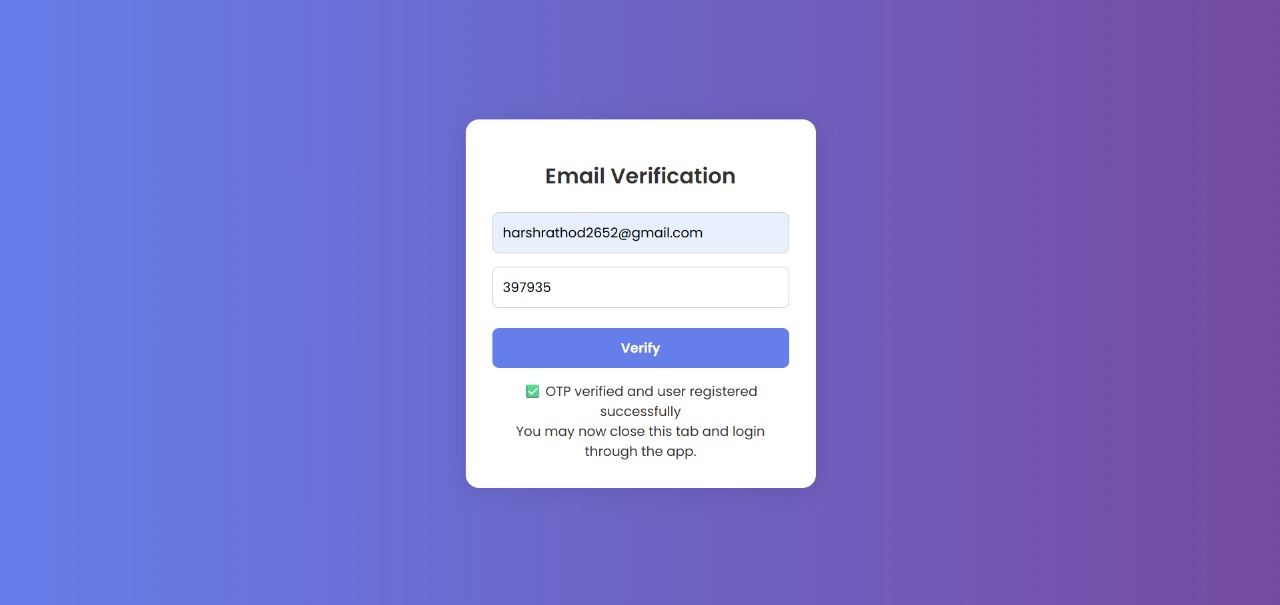 Email Verification
harshrathod2652@gmail.com
397935
Verify
✅ OTP verified and user registered
successfully
You may now close this tab and login
through the app.